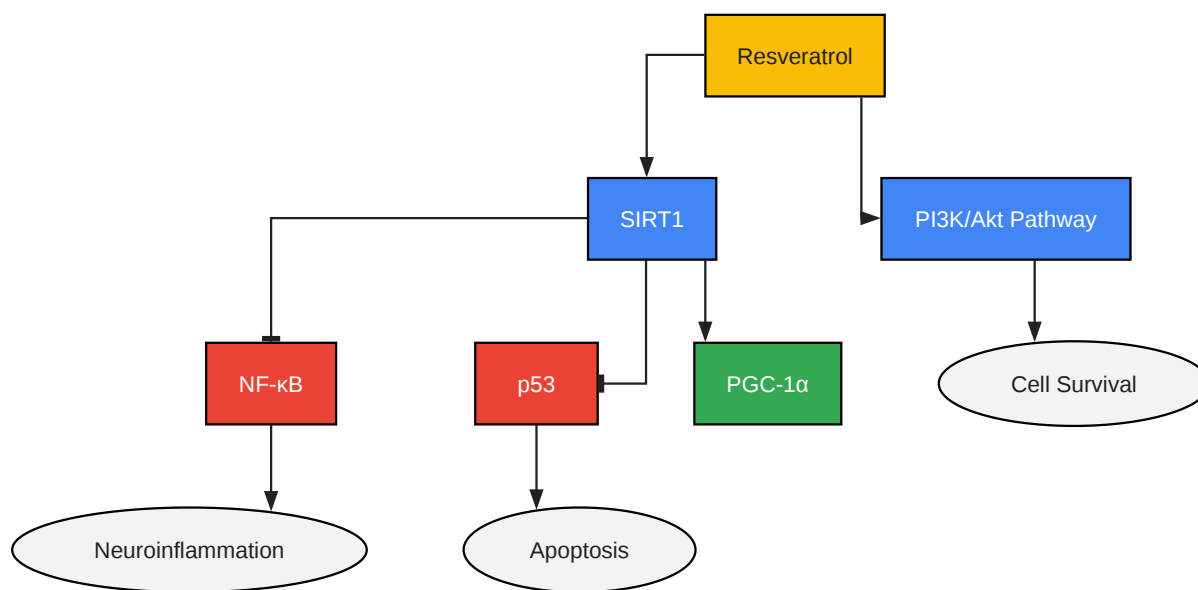 Resveratrol
SIRT1
PI3K/Akt Pathway
NF-κB
p53
PGC-1α
Cell Survival
Neuroinflammation
Apoptosis